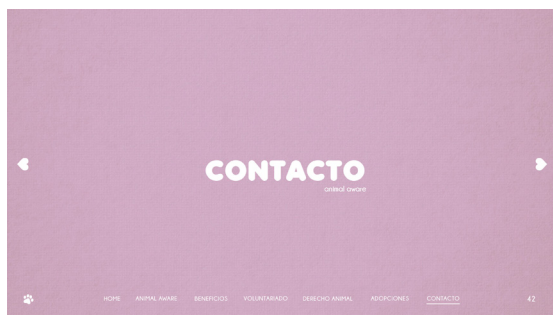 CONTACTO
animal aware
HOME ANIMAL AWARE BENEFICIOS VOLUNTARIADO DERECHO ANIMAL ADOPCIONES CONTACTO 42